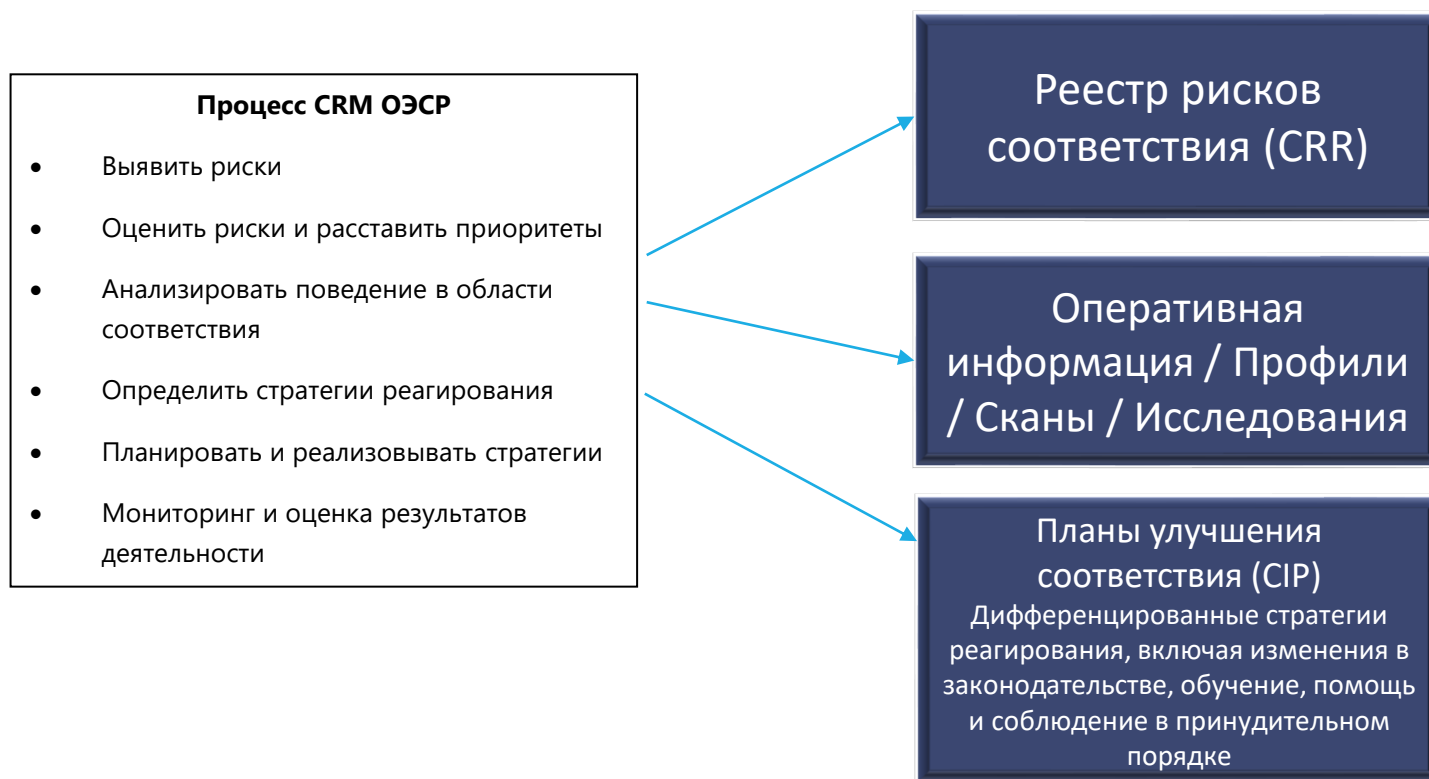 Процесс CRM ОЭСР
• Выявить риски
• Оценить риски и расставить приоритеты
• Анализировать поведение в области
соответствия
• Определить стратегии реагирования
• Планировать и реализовывать стратегии
• Мониторинг и оценка результатов
деятельности
Реестр рисков
соответствия (CRR)
Оперативная
информация / Профили
/ Сканы / Исследования
Планы улучшения
соответствия (CIP)
Дифференцированные стратегии
реагирования, включая изменения в
законодательстве, обучение, помощь
и соблюдение в принудительном
порядке